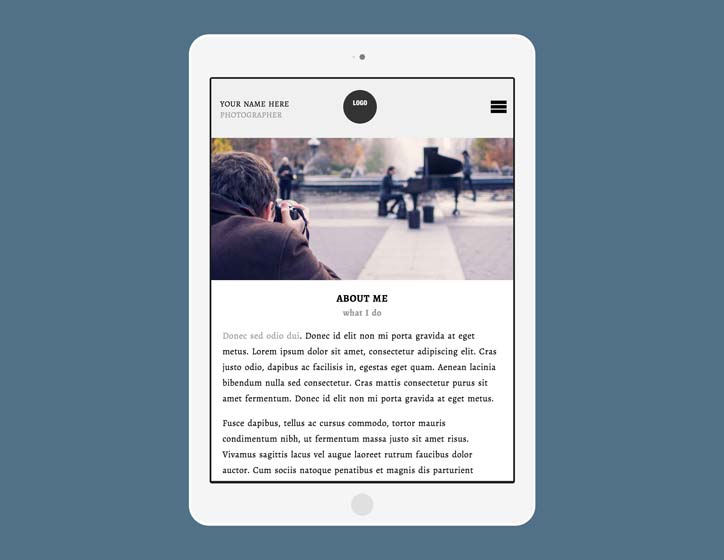 YOUR NAME HERE
PHOTOGRAPHER
LOGO
ABOUT ME
what I do
Donec sed odio dui. Donec id elit non mi porta gravida at eget
metus. Lorem ipsum dolor sit amet, consectetur adipiscing elit. Cras
justo odio, dapibus ac facilisis in, egestas eget quam. Aenean lacinia
bibendum nulla sed consectetur. Cras mattis consectetur purus sit
amet fermentum. Donec id elit non mi porta gravida at eget metus.
Fusce dapibus, tellus ac cursus commodo, tortor mauris
condimentum nibh, ut fermentum massa justo sit amet risus.
Vivamus sagittis lacus vel augue laoreet rutrum faucibus dolor
auctor. Cum sociis natoque penatibus et magnis dis parturient